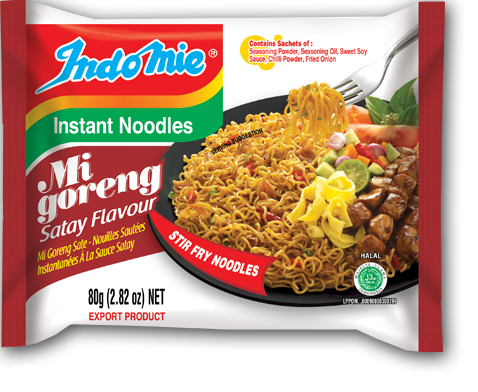 Indomie®
Contains Sachets of :
Seasoning Powder, Seasoning Oil, Sweet Soy
Sauce, Chilli Powder, Fried Onion
Instant Noodles
SERVING SUGGESTION
Mi
goreng
Satay Flavour
Mi Goreng Sate - Nouilles Sautées
Instantanées À La Sauce Satay
STIR FRY NOODLES
80g (2.82 oz) NET
EXPORT PRODUCT
HALAL